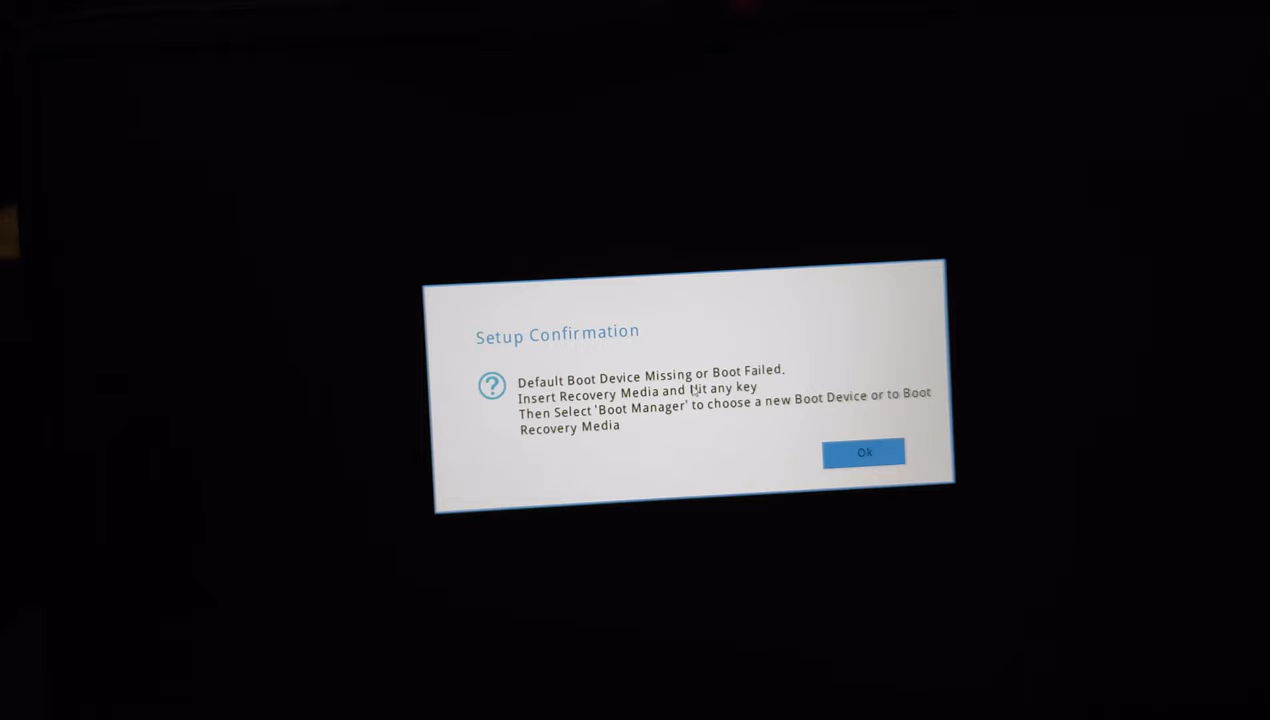 Setup Confirmation
Default Boot Device Missing or Boot Failed.
Insert Recovery Media and Hit any key
Then Select 'Boot Manager' to choose a new Boot Device or to Boot
Recovery Media
Ok